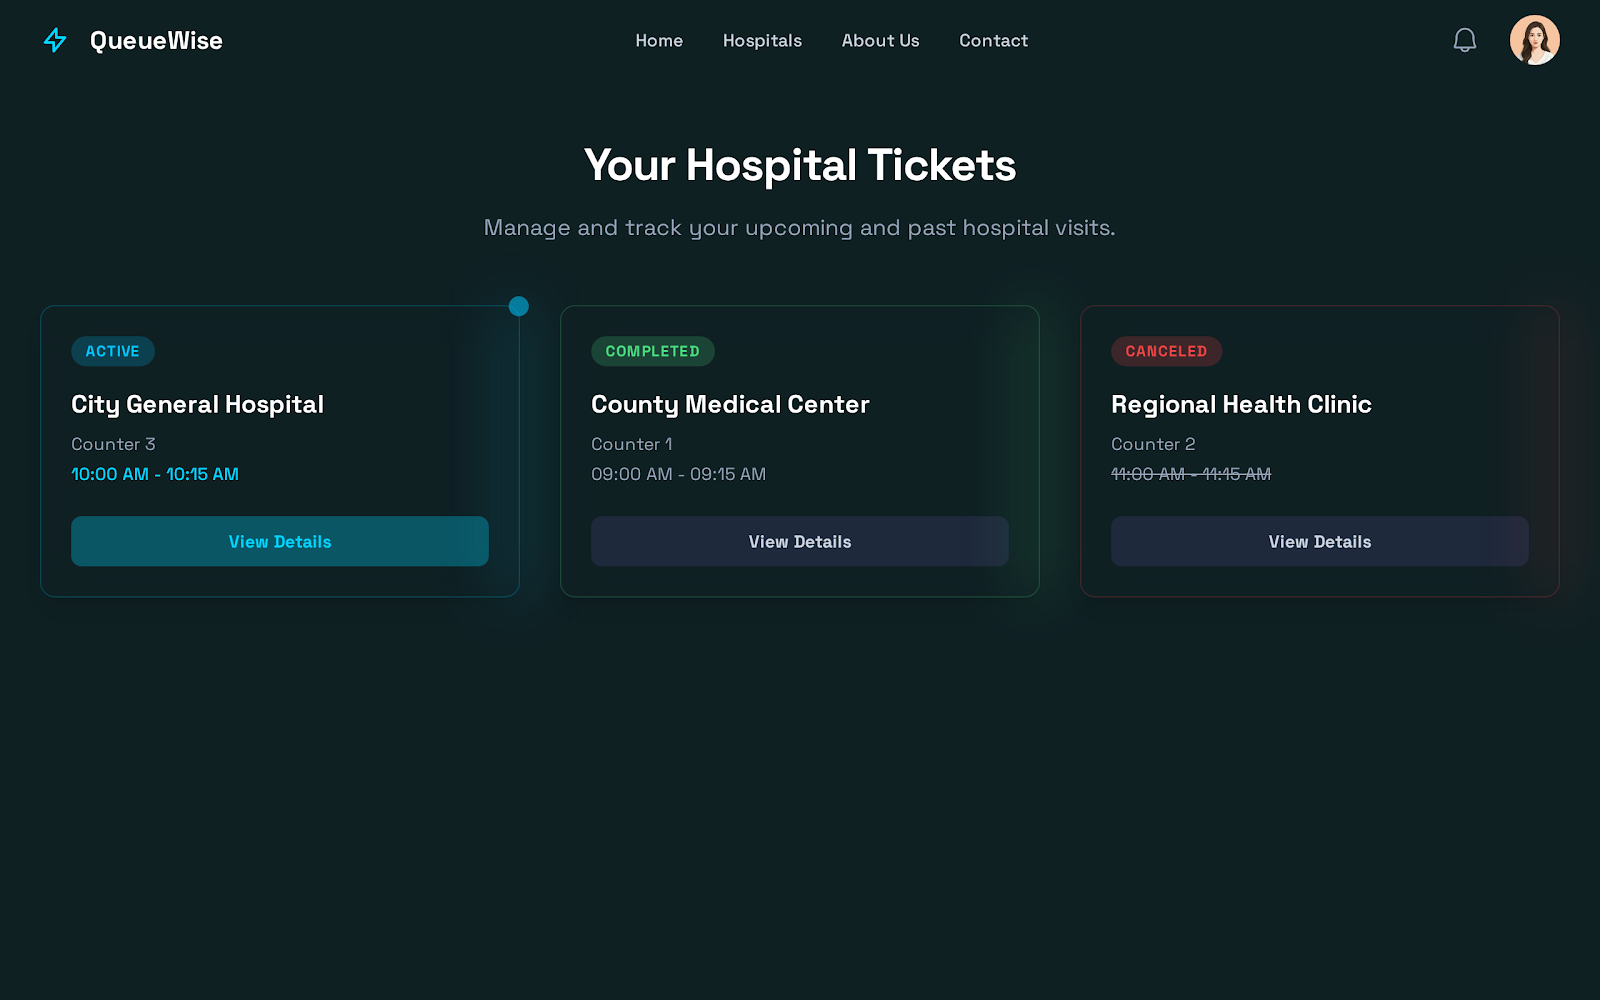 QueueWise
Home
Hospitals
About Us
Contact
Your Hospital Tickets
Manage and track your upcoming and past hospital visits.
ACTIVE
City General Hospital
Counter 3
10:00 AM - 10:15 AM
View Details
COMPLETED
County Medical Center
Counter 1
09:00 AM - 09:15 AM
View Details
CANCELED
Regional Health Clinic
Counter 2
11:00 AM - 11:15 AM
View Details